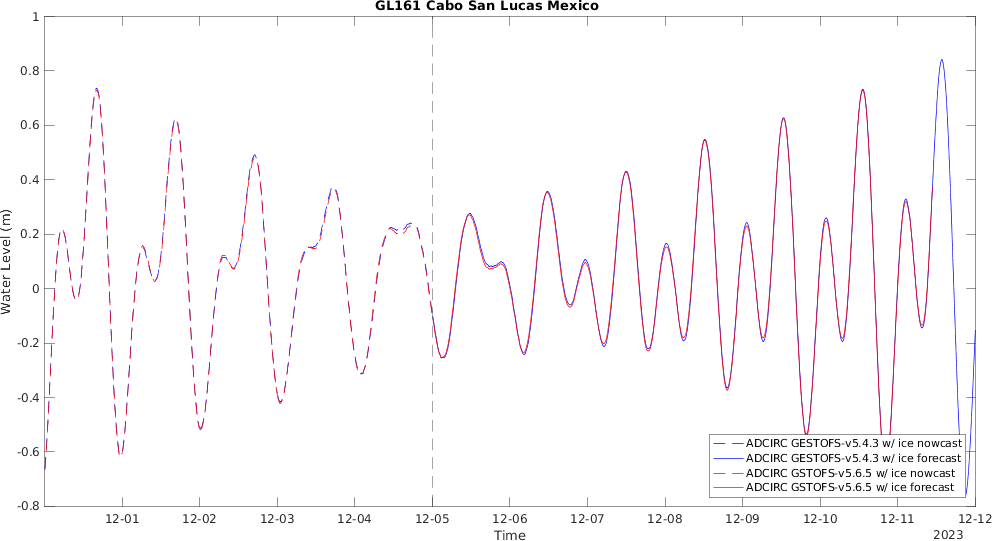 GL161 Cabo San Lucas Mexico
1
0.8
0.6
0.4
0.2
0
-0.2
-0.4
-0.6
-0.8
Water Level (m)
12-01 12-02 12-03 12-04 12-05 12-06 12-07 12-08 12-09 12-10 12-11 12-12
Time
2023
ADCIRC GESTOFS-v5.4.3 w/ ice nowcast
ADCIRC GESTOFS-v5.4.3 w/ ice forecast
ADCIRC GSTOFS-v5.6.5 w/ ice nowcast
ADCIRC GSTOFS-v5.6.5 w/ ice forecast